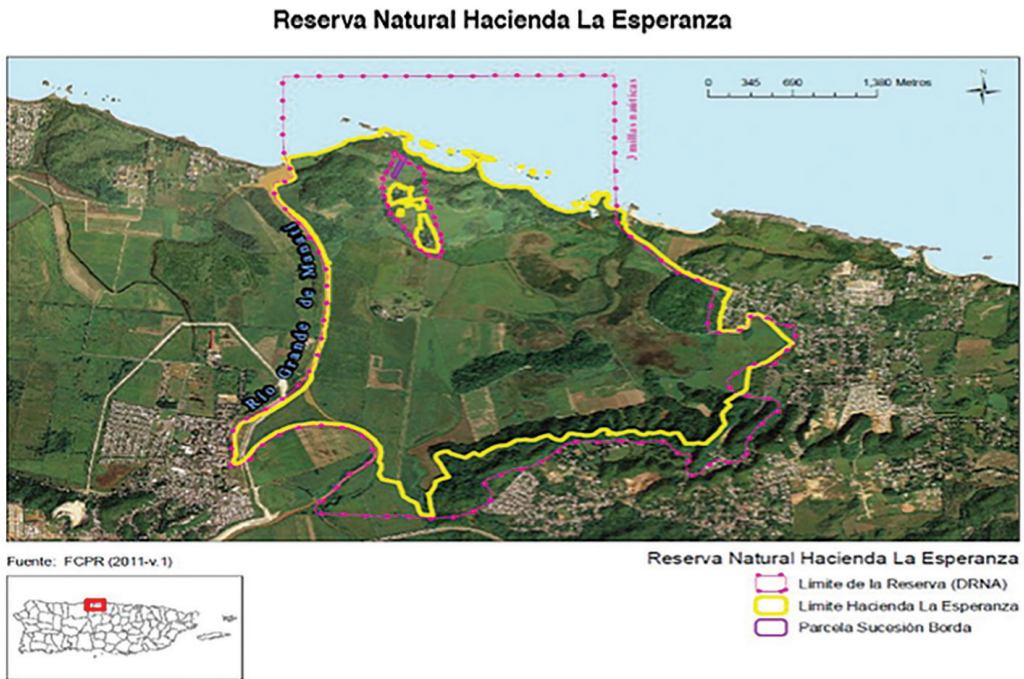 Reserva Natural Hacienda La Esperanza
0 345 690 1,380 Metros
N
3 millas nauticas
Río Grande de Manatí
Fuente: FCPR (2011-v.1)
Reserva Natural Hacienda La Esperanza
Límite de la Reserva (DRNA)
Límite Hacienda La Esperanza
Parcela Sucesión Borda